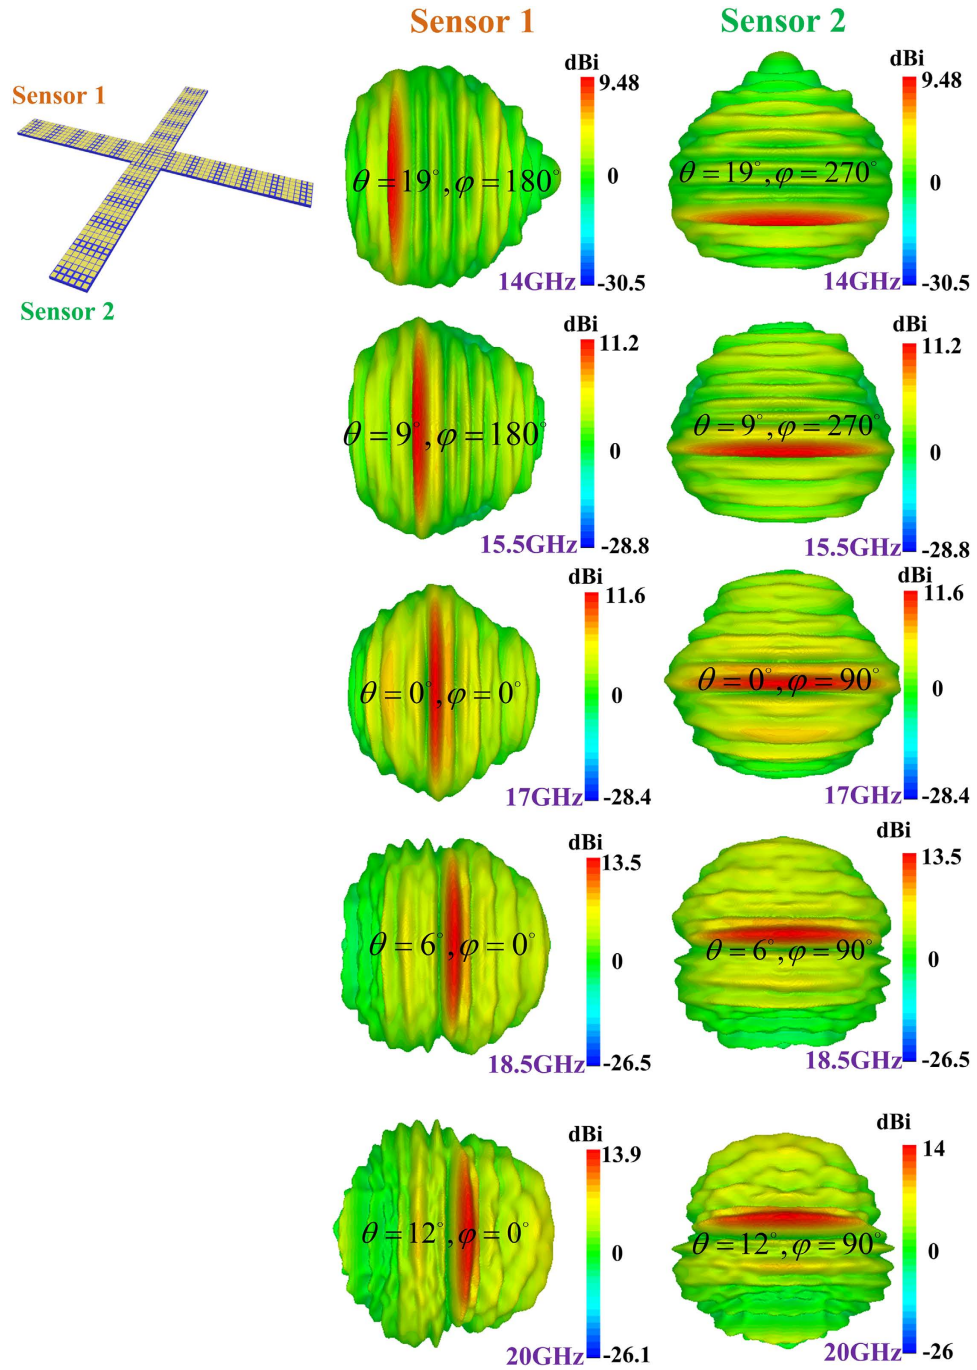 Sensor 1
Sensor 2
Sensor 1
Sensor 2
dBi
9.48
0
-30.5
θ = 19°, φ = 180°
14GHz
dBi
9.48
0
-30.5
θ = 19°, φ = 270°
14GHz
dBi
11.2
0
-28.8
θ = 9°, φ = 180°
15.5GHz
dBi
11.2
0
-28.8
θ = 9°, φ = 270°
15.5GHz
dBi
11.6
0
-28.4
θ = 0°, φ = 0°
17GHz
dBi
11.6
0
-28.4
θ = 0°, φ = 90°
17GHz
dBi
13.5
0
-26.5
θ = 6°, φ = 0°
18.5GHz
dBi
13.5
0
-26.5
θ = 6°, φ = 90°
18.5GHz
dBi
13.9
0
-26.1
θ = 12°, φ = 0°
20GHz
dBi
14
0
-26
θ = 12°, φ = 90°
20GHz